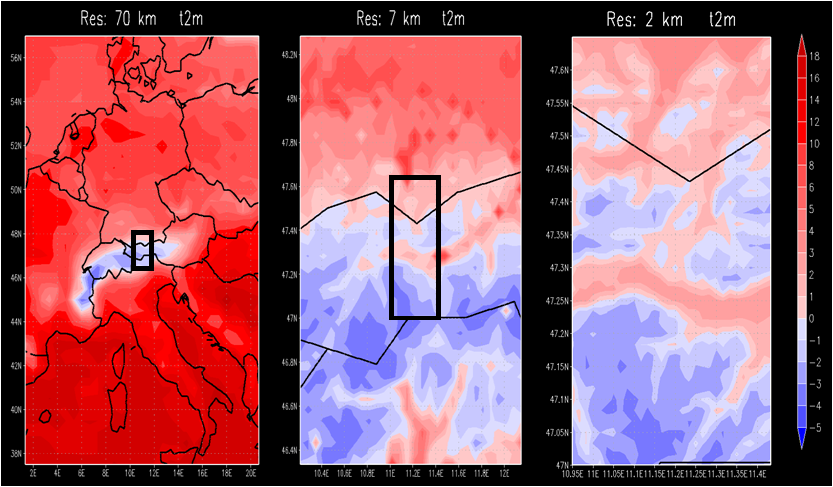 Res: 70 km t2m
Res: 7 km t2m
Res: 2 km t2m
56N
54N
52N
50N
48N
46N
44N
42N
40N
38N
2E 4E 6E 8E 10E 12E 14E 16E 18E 20E
48.2N
48N
47.8N
47.6N
47.4N
47.2N
47N
46.8N
46.6N
46.4N
10.4E 10.6E 10.8E 11E 11.2E 11.4E 11.6E 11.8E 12E
47.6N
47.55N
47.5N
47.45N
47.4N
47.35N
47.3N
47.25N
47.2N
47.15N
47.1N
47.05N
47N
10.95E 11E 11.05E 11.1E 11.15E 11.2E 11.25E 11.3E 11.35E 11.4E
18
16
14
12
10
8
6
5
4
3
2
1
0
−1
−2
−3
−4
−5